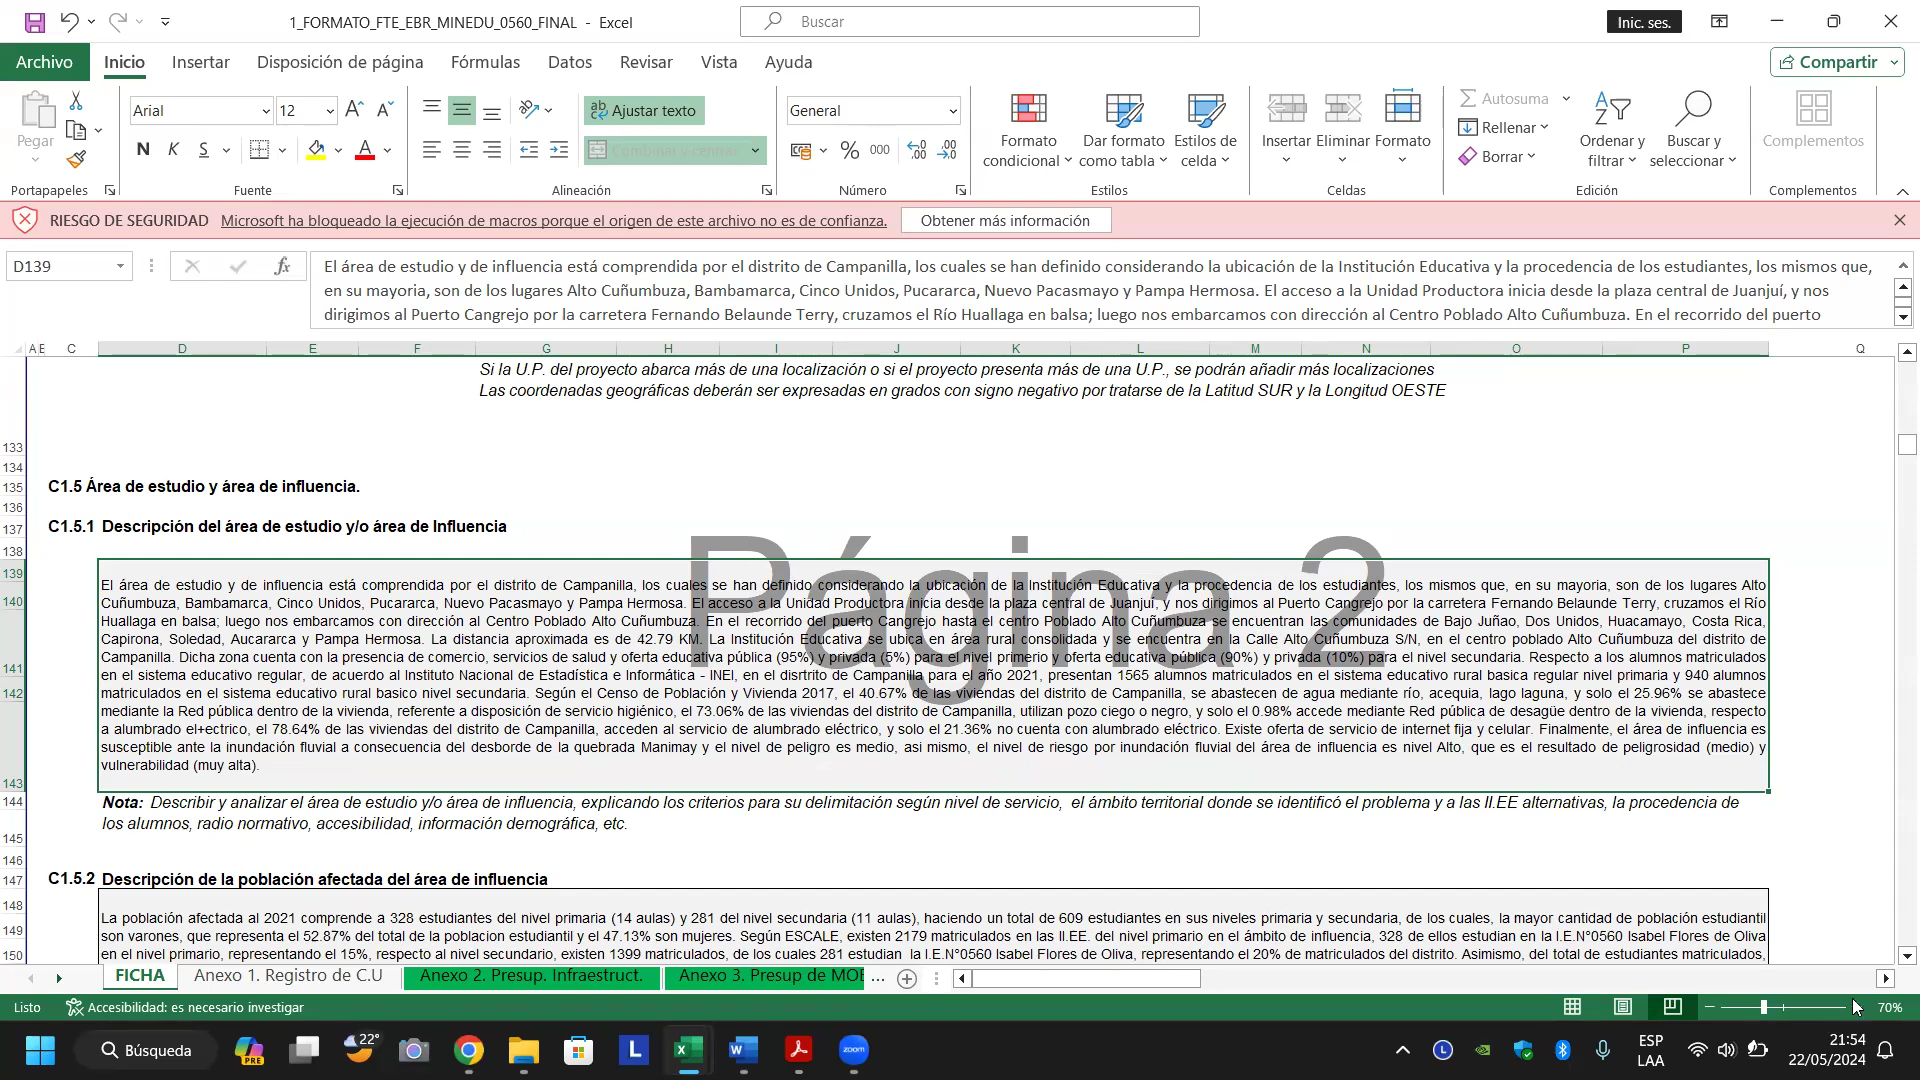 1_FORMATO_FTE_EBR_MINEDU_0560_FINAL - Excel
Buscar
Inic. ses.
Archivo Inicio Insertar Disposición de página Fórmulas Datos Revisar Vista Ayuda
Compartir
Pegar
Arial 12
N K S
Ajustar texto
General
000
Formato condicional
Dar formato como tabla
Estilos de celda
Insertar Eliminar Formato
Autosuma
Rellenar
Borrar
Ordenar y filtrar
Buscar y seleccionar
Complementos
Portapapeles Fuente Alineación Número Estilos Celdas Edición Complementos
RIESGO DE SEGURIDAD Microsoft ha bloqueado la ejecución de macros porque el origen de este archivo no es de confianza. Obtener más información
D139
fx
El área de estudio y de influencia está comprendida por el distrito de Campanilla, los cuales se han definido considerando la ubicación de la Institución Educativa y la procedencia de los estudiantes, los mismos que,
en su mayoria, son de los lugares Alto Cuñumbuza, Bambamarca, Cinco Unidos, Pucararca, Nuevo Pacasmayo y Pampa Hermosa. El acceso a la Unidad Productora inicia desde la plaza central de Juanjuí, y nos
dirigimos al Puerto Cangrejo por la carretera Fernando Belaunde Terry, cruzamos el Río Huallaga en balsa; luego nos embarcamos con dirección al Centro Poblado Alto Cuñumbuza. En el recorrido del puerto
A E C D E F G H I J K L M N O P Q
Si la U.P. del proyecto abarca más de una localización o si el proyecto presenta más de una U.P., se podrán añadir más localizaciones
Las coordenadas geográficas deberán ser expresadas en grados con signo negativo por tratarse de la Latitud SUR y la Longitud OESTE
133
134
135 C1.5 Área de estudio y área de influencia.
136
137 C1.5.1 Descripción del área de estudio y/o área de Influencia
138
Página 2
139
140
141
142
143
El área de estudio y de influencia está comprendida por el distrito de Campanilla, los cuales se han definido considerando la ubicación de la Institución Educativa y la procedencia de los estudiantes, los mismos que, en su mayoria, son de los lugares Alto
Cuñumbuza, Bambamarca, Cinco Unidos, Pucararca, Nuevo Pacasmayo y Pampa Hermosa. El acceso a la Unidad Productora inicia desde la plaza central de Juanjuí, y nos dirigimos al Puerto Cangrejo por la carretera Fernando Belaunde Terry, cruzamos el Río
Huallaga en balsa; luego nos embarcamos con dirección al Centro Poblado Alto Cuñumbuza. En el recorrido del puerto Cangrejo hasta el centro Poblado Alto Cuñumbuza se encuentran las comunidades de Bajo Juñao, Dos Unidos, Huacamayo, Costa Rica,
Capirona, Soledad, Aucararca y Pampa Hermosa. La distancia aproximada es de 42.79 KM. La Institución Educativa se ubica en área rural consolidada y se encuentra en la Calle Alto Cuñumbuza S/N, en el centro poblado Alto Cuñumbuza del distrito de
Campanilla. Dicha zona cuenta con la presencia de comercio, servicios de salud y oferta educativa pública (95%) y privada (5%) para el nivel primerio y oferta educativa pública (90%) y privada (10%) para el nivel secundaria. Respecto a los alumnos matriculados
en el sistema educativo regular, de acuerdo al Instituto Nacional de Estadística e Informática - INEI, en el disrtrito de Campanilla para el año 2021, presentan 1565 alumnos matriculados en el sistema educativo rural basica regular nivel primaria y 940 alumnos
matriculados en el sistema educativo rural basico nivel secundaria. Según el Censo de Población y Vivienda 2017, el 40.67% de las viviendas del distrito de Campanilla, se abastecen de agua mediante río, acequia, lago laguna, y solo el 25.96% se abastece
mediante la Red pública dentro de la vivienda, referente a disposición de servicio higiénico, el 73.06% de las viviendas del distrito de Campanilla, utilizan pozo ciego o negro, y solo el 0.98% accede mediante Red pública de desagüe dentro de la vivienda, respecto
a alumbrado el+ectrico, el 78.64% de las viviendas del distrito de Campanilla, acceden al servicio de alumbrado eléctrico, y solo el 21.36% no cuenta con alumbrado eléctrico. Existe oferta de servicio de internet fija y celular. Finalmente, el área de influencia es
susceptible ante la inundación fluvial a consecuencia del desborde de la quebrada Manimay y el nivel de peligro es medio, asi mismo, el nivel de riesgo por inundación fluvial del área de influencia es nivel Alto, que es el resultado de peligrosidad (medio) y
vulnerabilidad (muy alta).
144 Nota: Describir y analizar el área de estudio y/o área de influencia, explicando los criterios para su delimitación según nivel de servicio, el ámbito territorial donde se identificó el problema y a las II.EE alternativas, la procedencia de
145 los alumnos, radio normativo, accesibilidad, información demográfica, etc.
146
147 C1.5.2 Descripción de la población afectada del área de influencia
148
149
150
La población afectada al 2021 comprende a 328 estudiantes del nivel primaria (14 aulas) y 281 del nivel secundaria (11 aulas), haciendo un total de 609 estudiantes en sus niveles primaria y secundaria, de los cuales, la mayor cantidad de población estudiantil
son varones, que representa el 52.87% del total de la poblacion estudiantil y el 47.13% son mujeres. Según ESCALE, existen 2179 matriculados en las II.EE. del nivel primario en el ámbito de influencia, 328 de ellos estudian en la I.E.N°0560 Isabel Flores de Oliva
en el nivel primario, representando el 15%, respecto al nivel secundario, existen 1399 matriculados, de los cuales 281 estudian la I.E.N°0560 Isabel Flores de Oliva, representando el 20% de matriculados del distrito. Asimismo, del total de estudiantes matriculados,
FICHA Anexo 1. Registro de C.U Anexo 2. Presup. Infraestruct. Anexo 3. Presup de MOB ...
Listo Accesibilidad: es necesario investigar 70%
Búsqueda
PRE
22°
L
zoom
ESP
LAA
21:54
22/05/2024